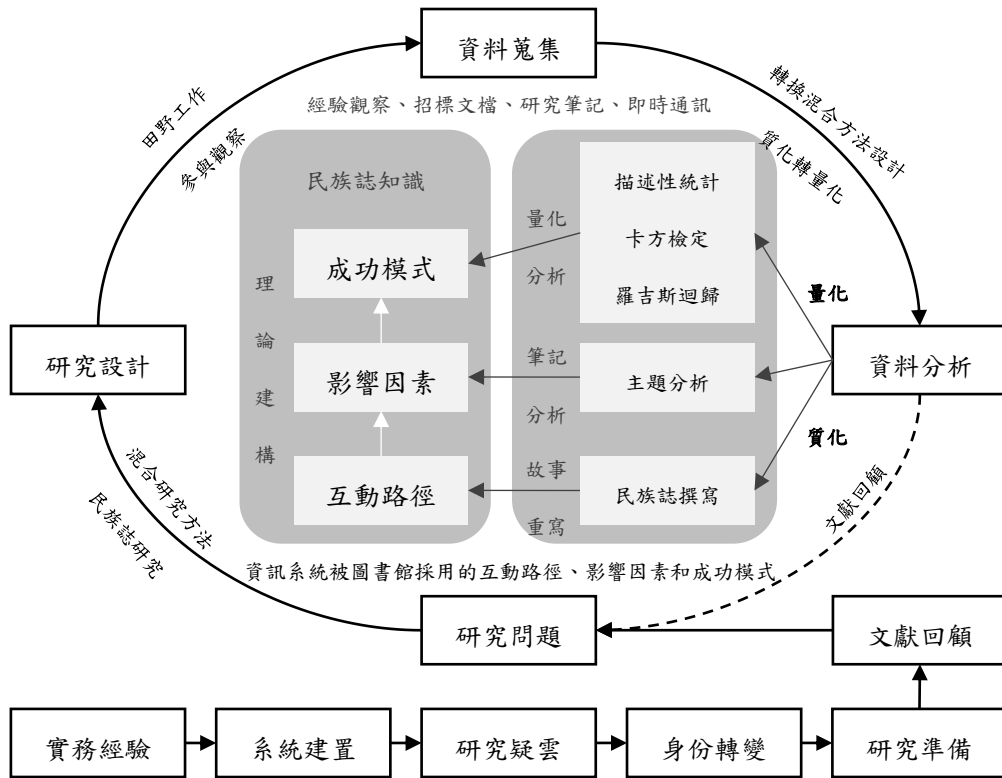 資料蒐集
經驗觀察、招標文檔、研究筆記、即時通訊
田野工作
參與觀察
轉換混合方法設計
質化轉量化
民族誌知識
成功模式
影響因素
互動路徑
理
論
建
構
量化
分析
筆記
分析
故事
重寫
描述性統計
卡方檢定
羅吉斯迴歸
主題分析
民族誌撰寫
量化
質化
研究設計
資料分析
混合研究方法
民族誌研究
文獻回顧
資訊系統被圖書館採用的互動路徑、影響因素和成功模式
研究問題
文獻回顧
實務經驗
系統建置
研究疑雲
身份轉變
研究準備